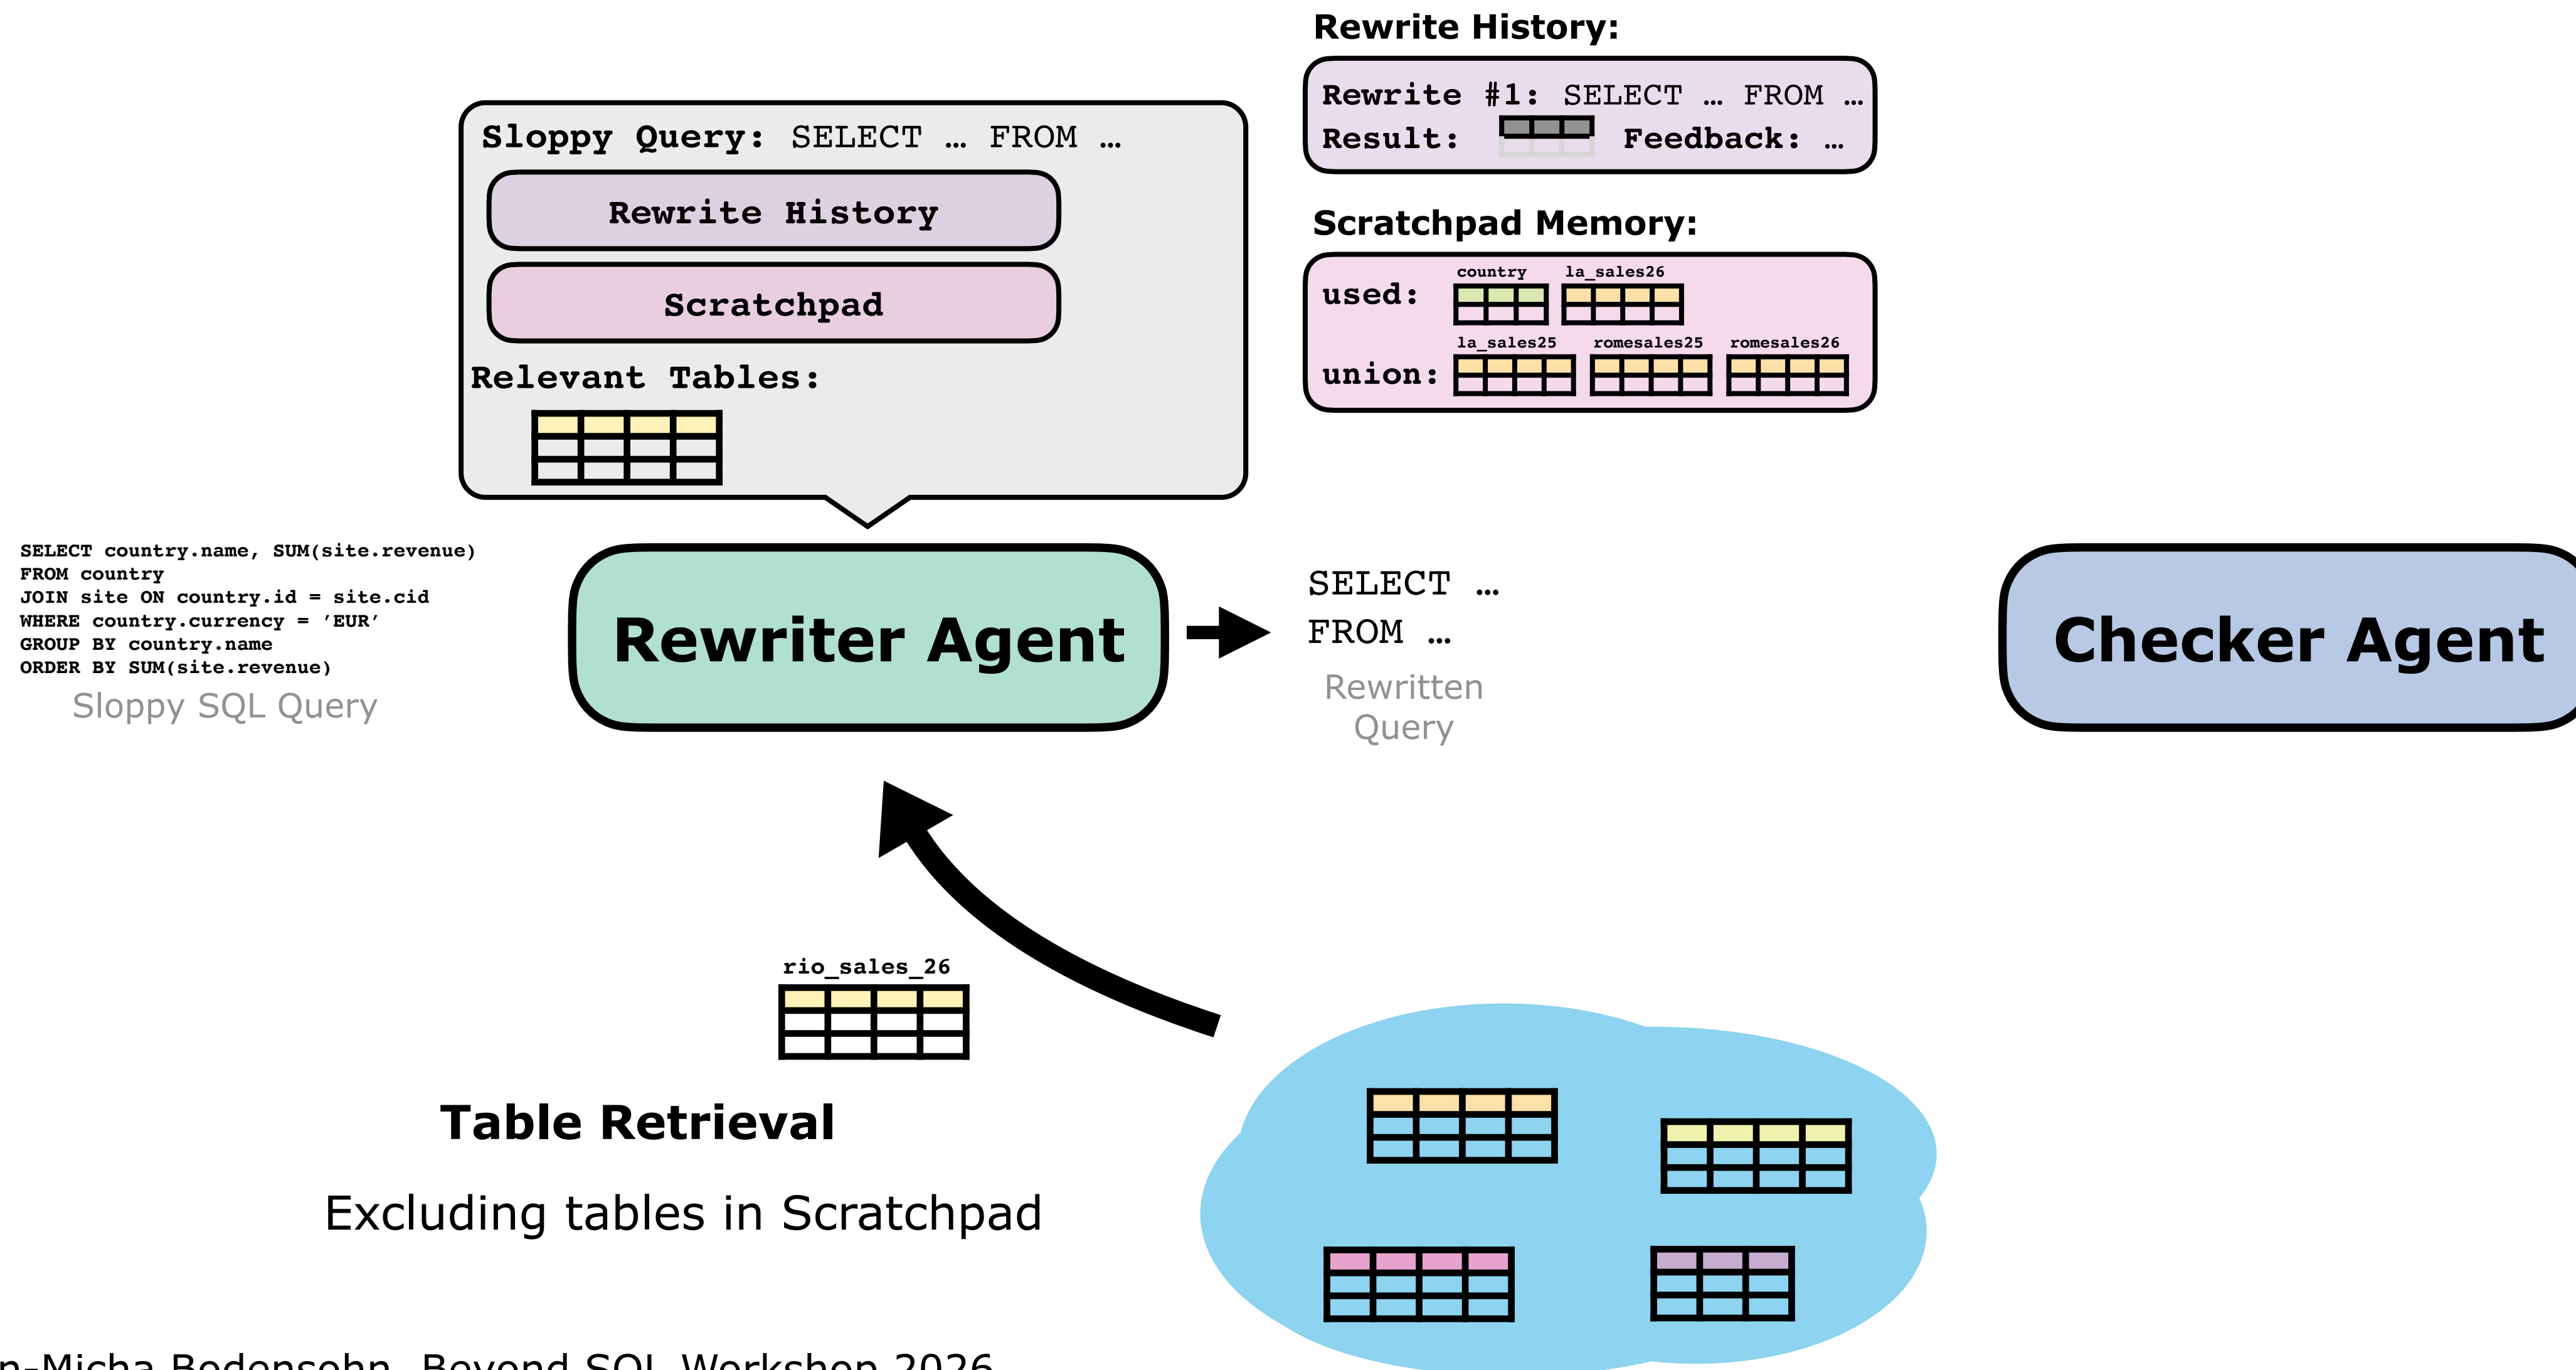 Rewrite History:
Rewrite #1: SELECT … FROM …
Result: Feedback: …
Sloppy Query: SELECT … FROM …
Rewrite History
Scratchpad
Relevant Tables:
Scratchpad Memory:
country la_sales26
used:
la_sales25 romesales25 romesales26
union:
SELECT country.name, SUM(site.revenue)
FROM country
JOIN site ON country.id = site.cid
WHERE country.currency = ’EUR’
GROUP BY country.name
ORDER BY SUM(site.revenue)
Sloppy SQL Query
Rewriter Agent
SELECT …
FROM …
Rewritten
Query
Checker Agent
rio_sales_26
Table Retrieval
Excluding tables in Scratchpad
n-Micha Bodensohn, Beyond SQL Workshop 2026